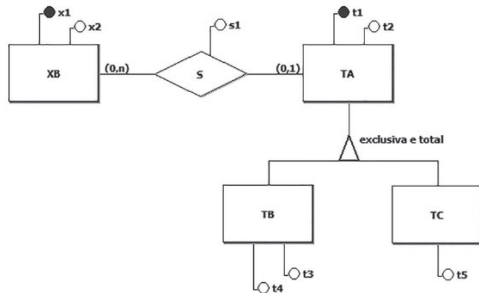 x1
x2
s1
t1
t2
XB
(0,n)
S
(0,1)
TA
exclusiva e total
TB
TC
t3
t4
t5